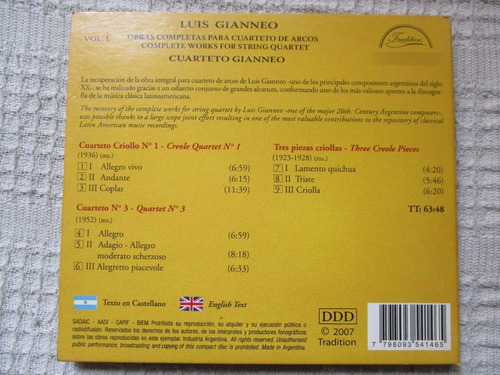 LUIS GIANNEO
VOL. 1
OBRAS COMPLETAS PARA CUARTETO DE ARCOS
COMPLETE WORKS FOR STRING QUARTET
CUARTETO GIANNEO
Tradition
La recuperación de la obra integral para cuarteto de arcos de Luis Gianneo -uno de los principales compositores argentinos del siglo
XX-, se ha realizado gracias a un esfuerzo conjunto de grandes alcances, conformando uno de los más valiosos aportes a la discogra-
fía de la música clásica latinoamericana.
The recovery of the complete works for string quartet by Luis Gianneo -one of the major 20th. Century Argentine composers-,
was possible thanks to a large scope joint effort resulting in one of the most valuable contributions to the repository of classical
Latin American music recordings.
Cuarteto Criollo Nº 1 - Creole Quartet Nº 1
(1936) (ms.)
1 I Allegro vivo (6:59)
2 II Andante (6:15)
3 III Coplas (11:39)
Cuarteto Nº 3 - Quartet Nº 3
(1952) (ms.)
4 I Allegro (6:59)
5 II Adagio - Allegro
moderato scherzoso (8:18)
6 III Alegretto piacevole (6:33)
Tres piezas criollas - Three Creole Pieces
(1923-1928) (ms.)
7 I Lamento quichua (4:20)
8 II Triste (5:46)
9 III Criolla (6:20)
TT: 63:48
Texto en Castellano
English Text
SADAIC - AADI - CAPIF - BIEM Prohibida su reproducción, su alquiler y su ejecución pública o
radiodifusión. Reservados los derechos de los autores, de los intérpretes y productores fonográficos
sobre las obras reproducidas en este ejemplar. Industria Argentina. All rights reserved. Unauthorised
public performance, broadcasting and copying of this compact disc is prohibited. Made in Argentina.
DDD
© 2007
Tradition
7 798093 541465